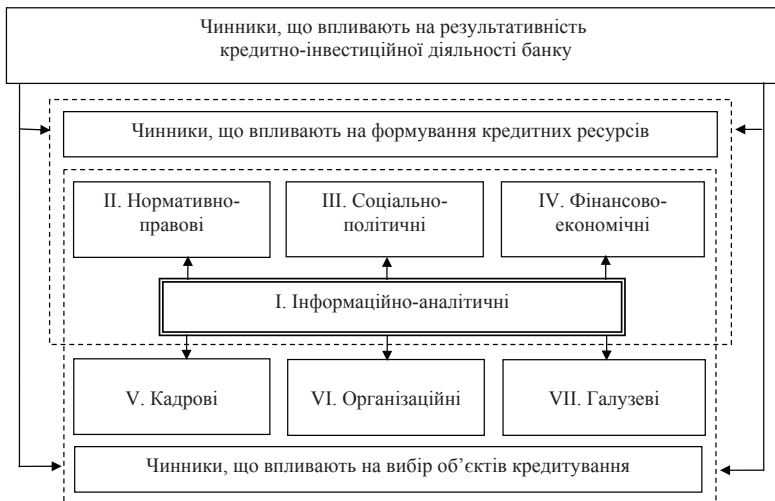 Чинники, що впливають на результативність
кредитно-інвестиційної діяльності банку
Чинники, що впливають на формування кредитних ресурсів
ІІ. Нормативно-
правові
ІІІ. Соціально-
політичні
IV. Фінансово-
економічні
І. Інформаційно-аналітичні
V. Кадрові
VI. Організаційні
VII. Галузеві
Чинники, що впливають на вибір об’єктів кредитування